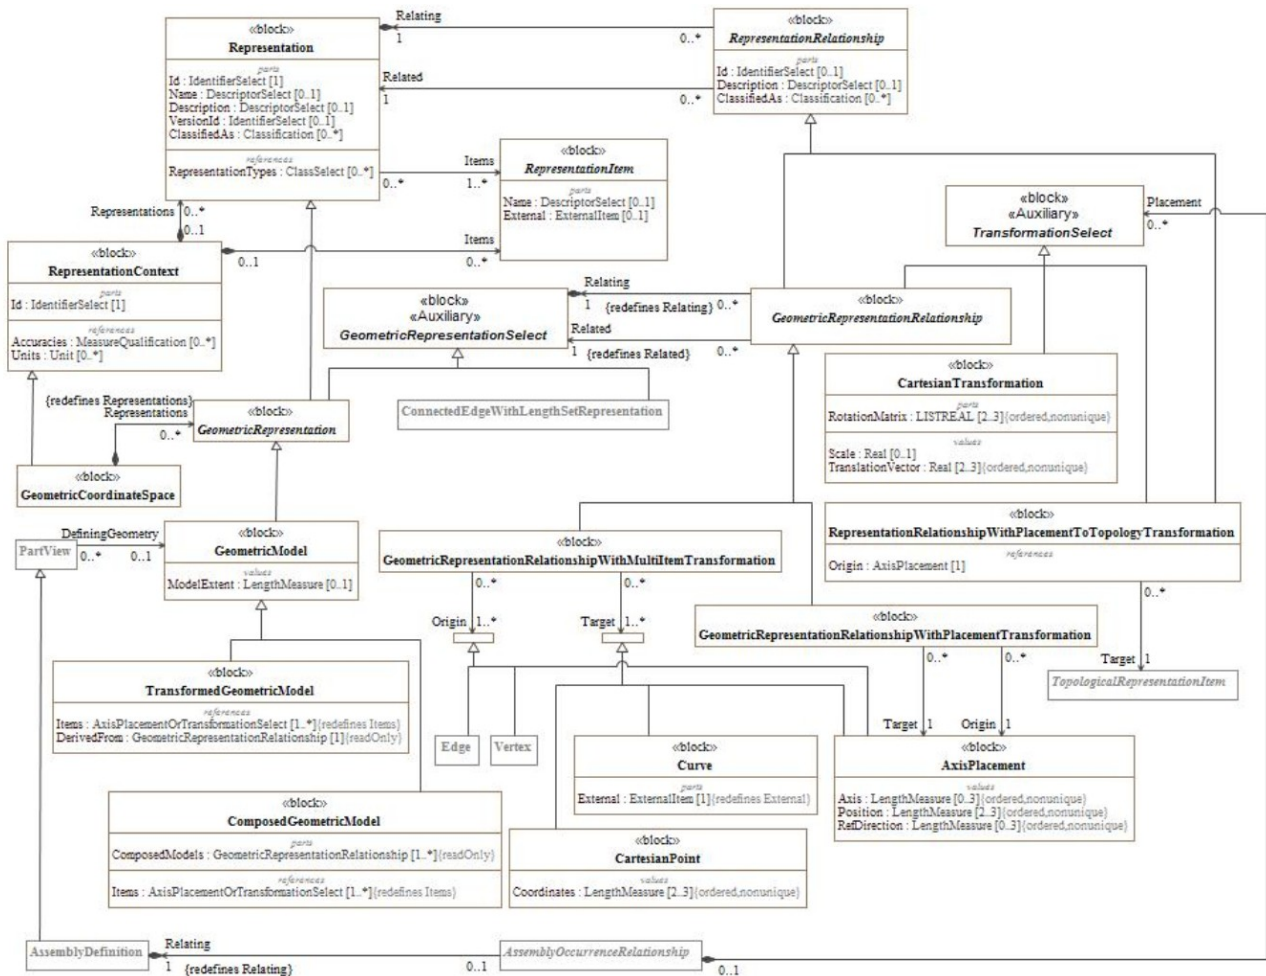 «block»
Representation
parts
Id : IdentifierSelect [1]
Name : DescriptorSelect [0..1]
Description : DescriptorSelect [0..1]
VersionId : IdentifierSelect [0..1]
ClassifiedAs : Classification [0..*]
references
RepresentationTypes : ClassSelect [0..*]
Relating
1
0..*
Related
1
0..*
«block»
RepresentationRelationship
parts
Id : IdentifierSelect [0..1]
Description : DescriptorSelect [0..1]
ClassifiedAs : Classification [0..*]
Items
0..*
1..*
«block»
RepresentationItem
parts
Name : DescriptorSelect [0..1]
External : ExternalItem [0..1]
«block»
«Auxiliary»
TransformationSelect
Placement
0..*
Representations
0..*
0..1
«block»
RepresentationContext
parts
Id : IdentifierSelect [1]
references
Accuracies : MeasureQualification [0..*]
Units : Unit [0..*]
0..1
Items
0..*
«block»
«Auxiliary»
GeometricRepresentationSelect
Relating
1
{redefines Relating}
0..*
Related
1
{redefines Related}
0..*
«block»
GeometricRepresentationRelationship
«block»
CartesianTransformation
parts
RotationMatrix : LISTREAL [2..3]{ordered,nonunique}
values
Scale : Real [0..1]
TranslationVector : Real [2..3]{ordered,nonunique}
{redefines Representations}
Representations
0..*
«block»
GeometricRepresentation
ConnectedEdgeWithLengthSetRepresentation
«block»
GeometricCoordinateSpace
DefiningGeometry
PartView
0..*
0..1
«block»
GeometricModel
values
ModelExtent : LengthMeasure [0..1]
«block»
GeometricRepresentationRelationshipWithMultiItemTransformation
0..*
0..*
Origin
1..*
Target
1..*
«block»
RepresentationRelationshipWithPlacementToTopologyTransformation
references
Origin : AxisPlacement [1]
0..*
Target
1
TopologicalRepresentationItem
«block»
GeometricRepresentationRelationshipWithPlacementTransformation
0..*
0..*
Target
1
Origin
1
«block»
TransformedGeometricModel
references
Items : AxisPlacementOrTransformationSelect [1..*]{redefines Items}
DerivedFrom : GeometricRepresentationRelationship [1]{readOnly}
Edge
Vertex
«block»
Curve
parts
External : ExternalItem [1]{redefines External}
«block»
AxisPlacement
values
Axis : LengthMeasure [0..3]{ordered,nonunique}
Position : LengthMeasure [2..3]{ordered,nonunique}
RefDirection : LengthMeasure [0..3]{ordered,nonunique}
«block»
ComposedGeometricModel
parts
ComposedModels : GeometricRepresentationRelationship [1..*]{readOnly}
references
Items : AxisPlacementOrTransformationSelect [1..*]{redefines Items}
«block»
CartesianPoint
values
Coordinates : LengthMeasure [2..3]{ordered,nonunique}
AssemblyDefinition
Relating
1
{redefines Relating}
0..1
AssemblyOccurrenceRelationship
0..1